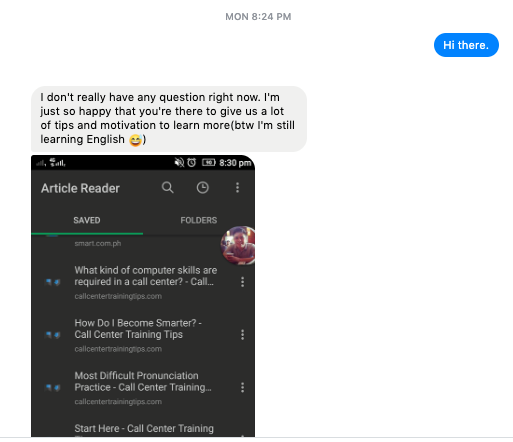 MON 8:24 PM
Hi there.
I don't really have any question right now. I'm
just so happy that you're there to give us a lot
of tips and motivation to learn more(btw I'm still
learning English 😅)
8:30 pm
Article Reader
SAVED FOLDERS
smart.com.ph
What kind of computer skills are
required in a call center? - Call...
callcentertrainingtips.com
How Do I Become Smarter? -
Call Center Training Tips
callcentertrainingtips.com
Most Difficult Pronunciation
Practice - Call Center Training...
callcentertrainingtips.com
Start Here - Call Center Training